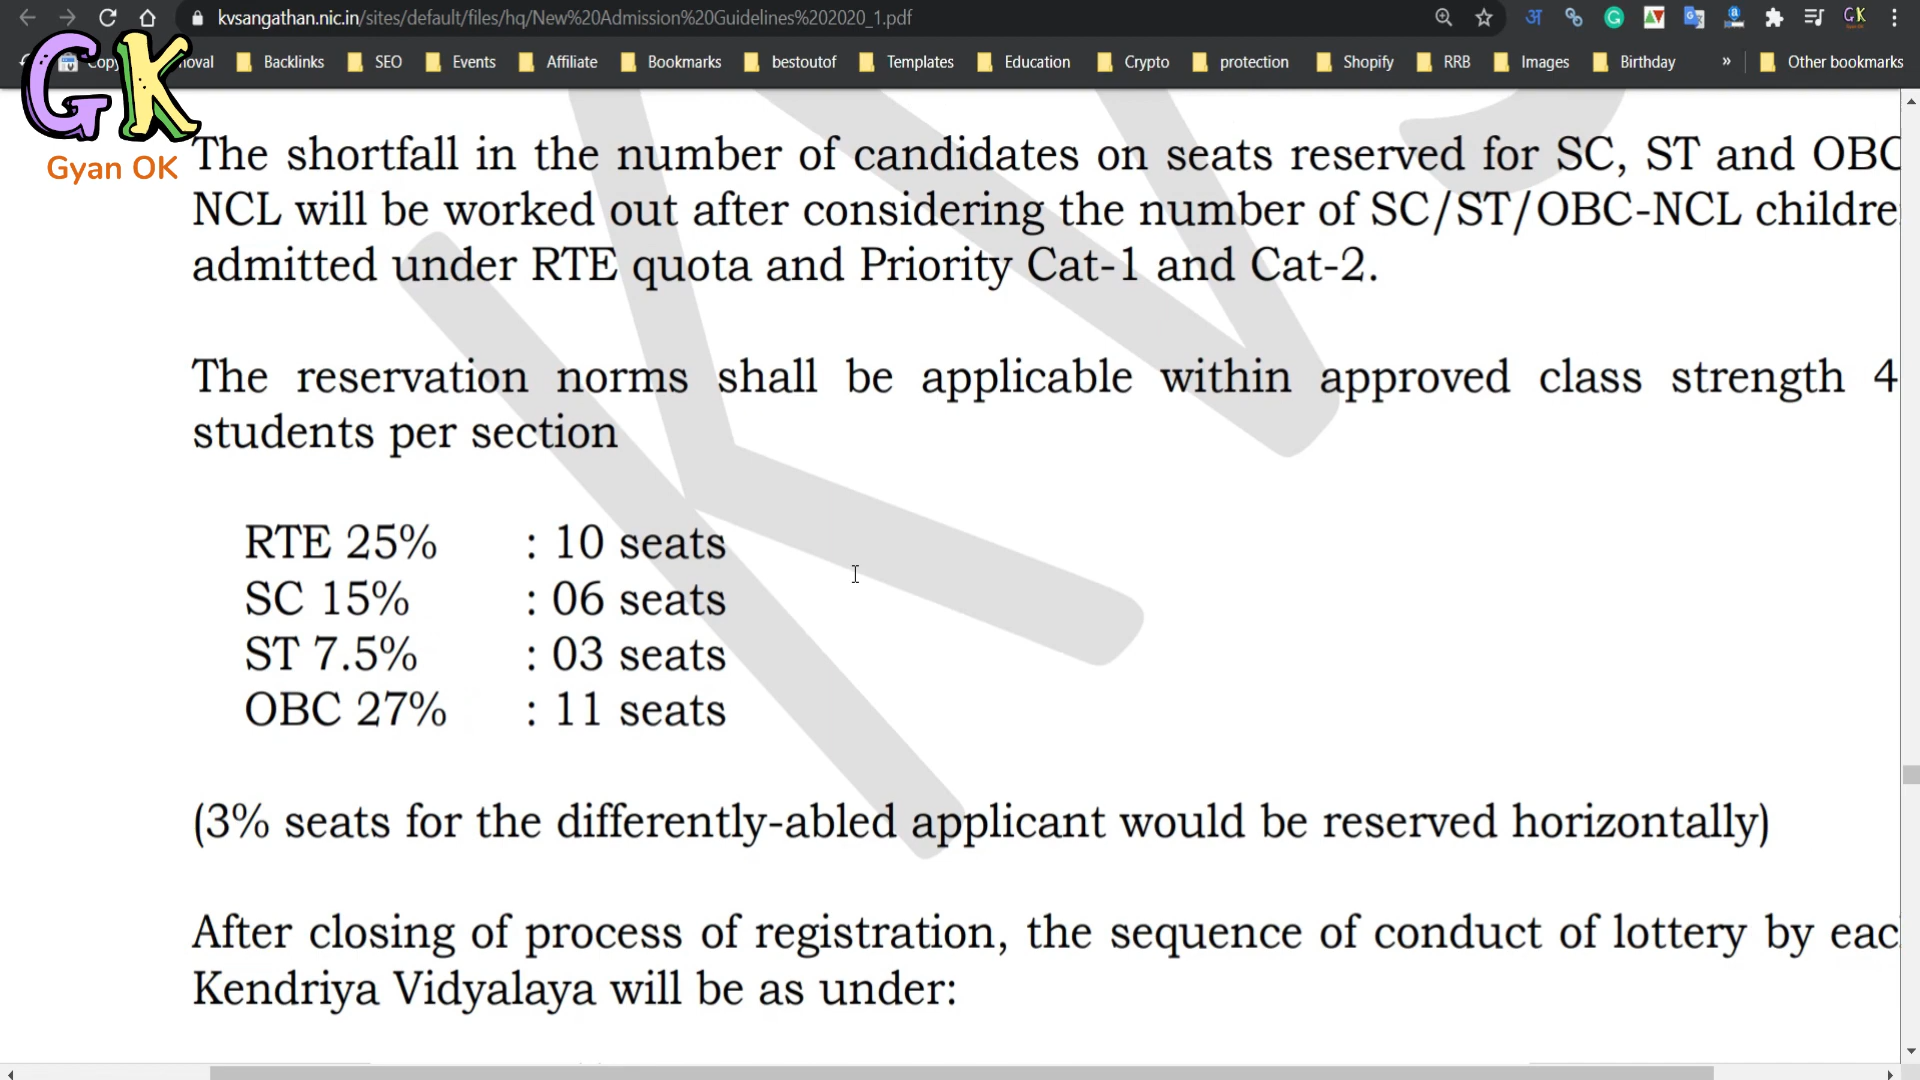 kvsangathan.nic.in/sites/default/files/hq/New%20Admission%20Guidelines%202020_1.pdf
Backlinks SEO Events Affiliate Bookmarks bestoutof Templates Education Crypto protection Shopify RRB Images Birthday » Other bookmarks
GK
Gyan OK
The shortfall in the number of candidates on seats reserved for SC, ST and OBC
NCL will be worked out after considering the number of SC/ST/OBC-NCL childre
admitted under RTE quota and Priority Cat-1 and Cat-2.
The reservation norms shall be applicable within approved class strength 4
students per section
RTE 25% : 10 seats
SC 15% : 06 seats
ST 7.5% : 03 seats
OBC 27% : 11 seats
(3% seats for the differently-abled applicant would be reserved horizontally)
After closing of process of registration, the sequence of conduct of lottery by eac
Kendriya Vidyalaya will be as under: